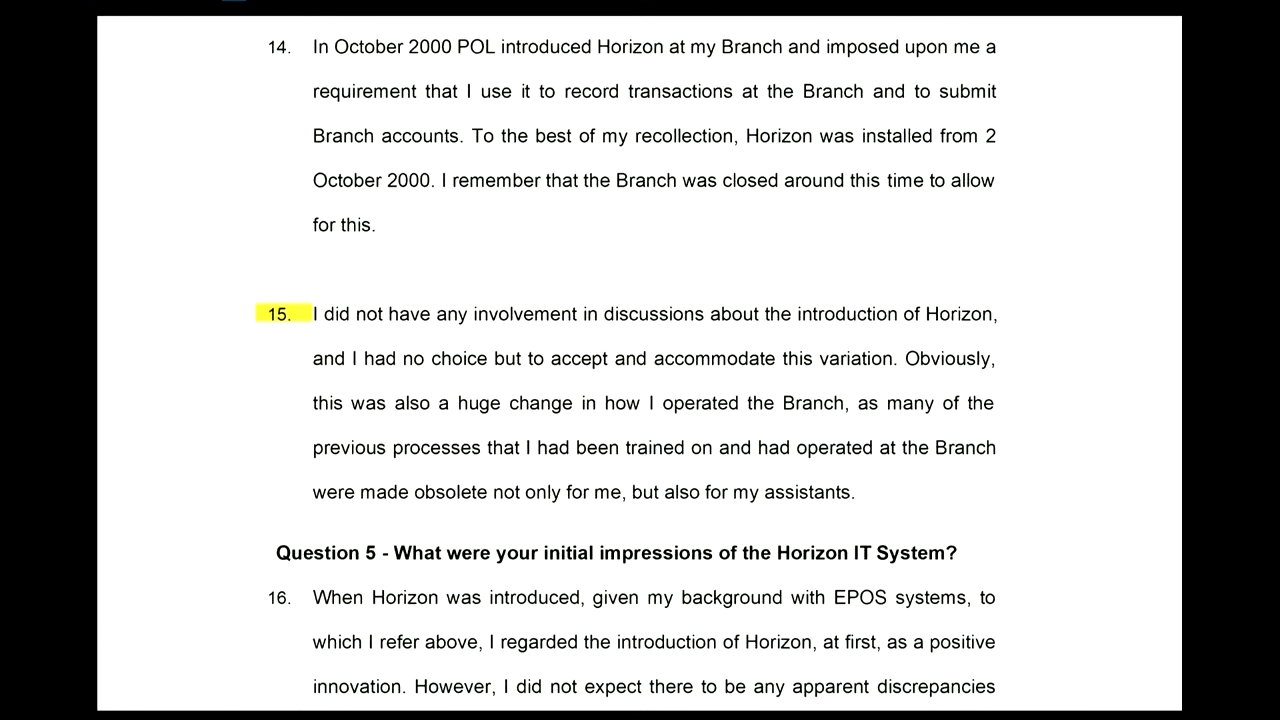 14. In October 2000 POL introduced Horizon at my Branch and imposed upon me a
requirement that I use it to record transactions at the Branch and to submit
Branch accounts. To the best of my recollection, Horizon was installed from 2
October 2000. I remember that the Branch was closed around this time to allow
for this.
15. I did not have any involvement in discussions about the introduction of Horizon,
and I had no choice but to accept and accommodate this variation. Obviously,
this was also a huge change in how I operated the Branch, as many of the
previous processes that I had been trained on and had operated at the Branch
were made obsolete not only for me, but also for my assistants.
Question 5 - What were your initial impressions of the Horizon IT System?
16. When Horizon was introduced, given my background with EPOS systems, to
which I refer above, I regarded the introduction of Horizon, at first, as a positive
innovation. However, I did not expect there to be any apparent discrepancies